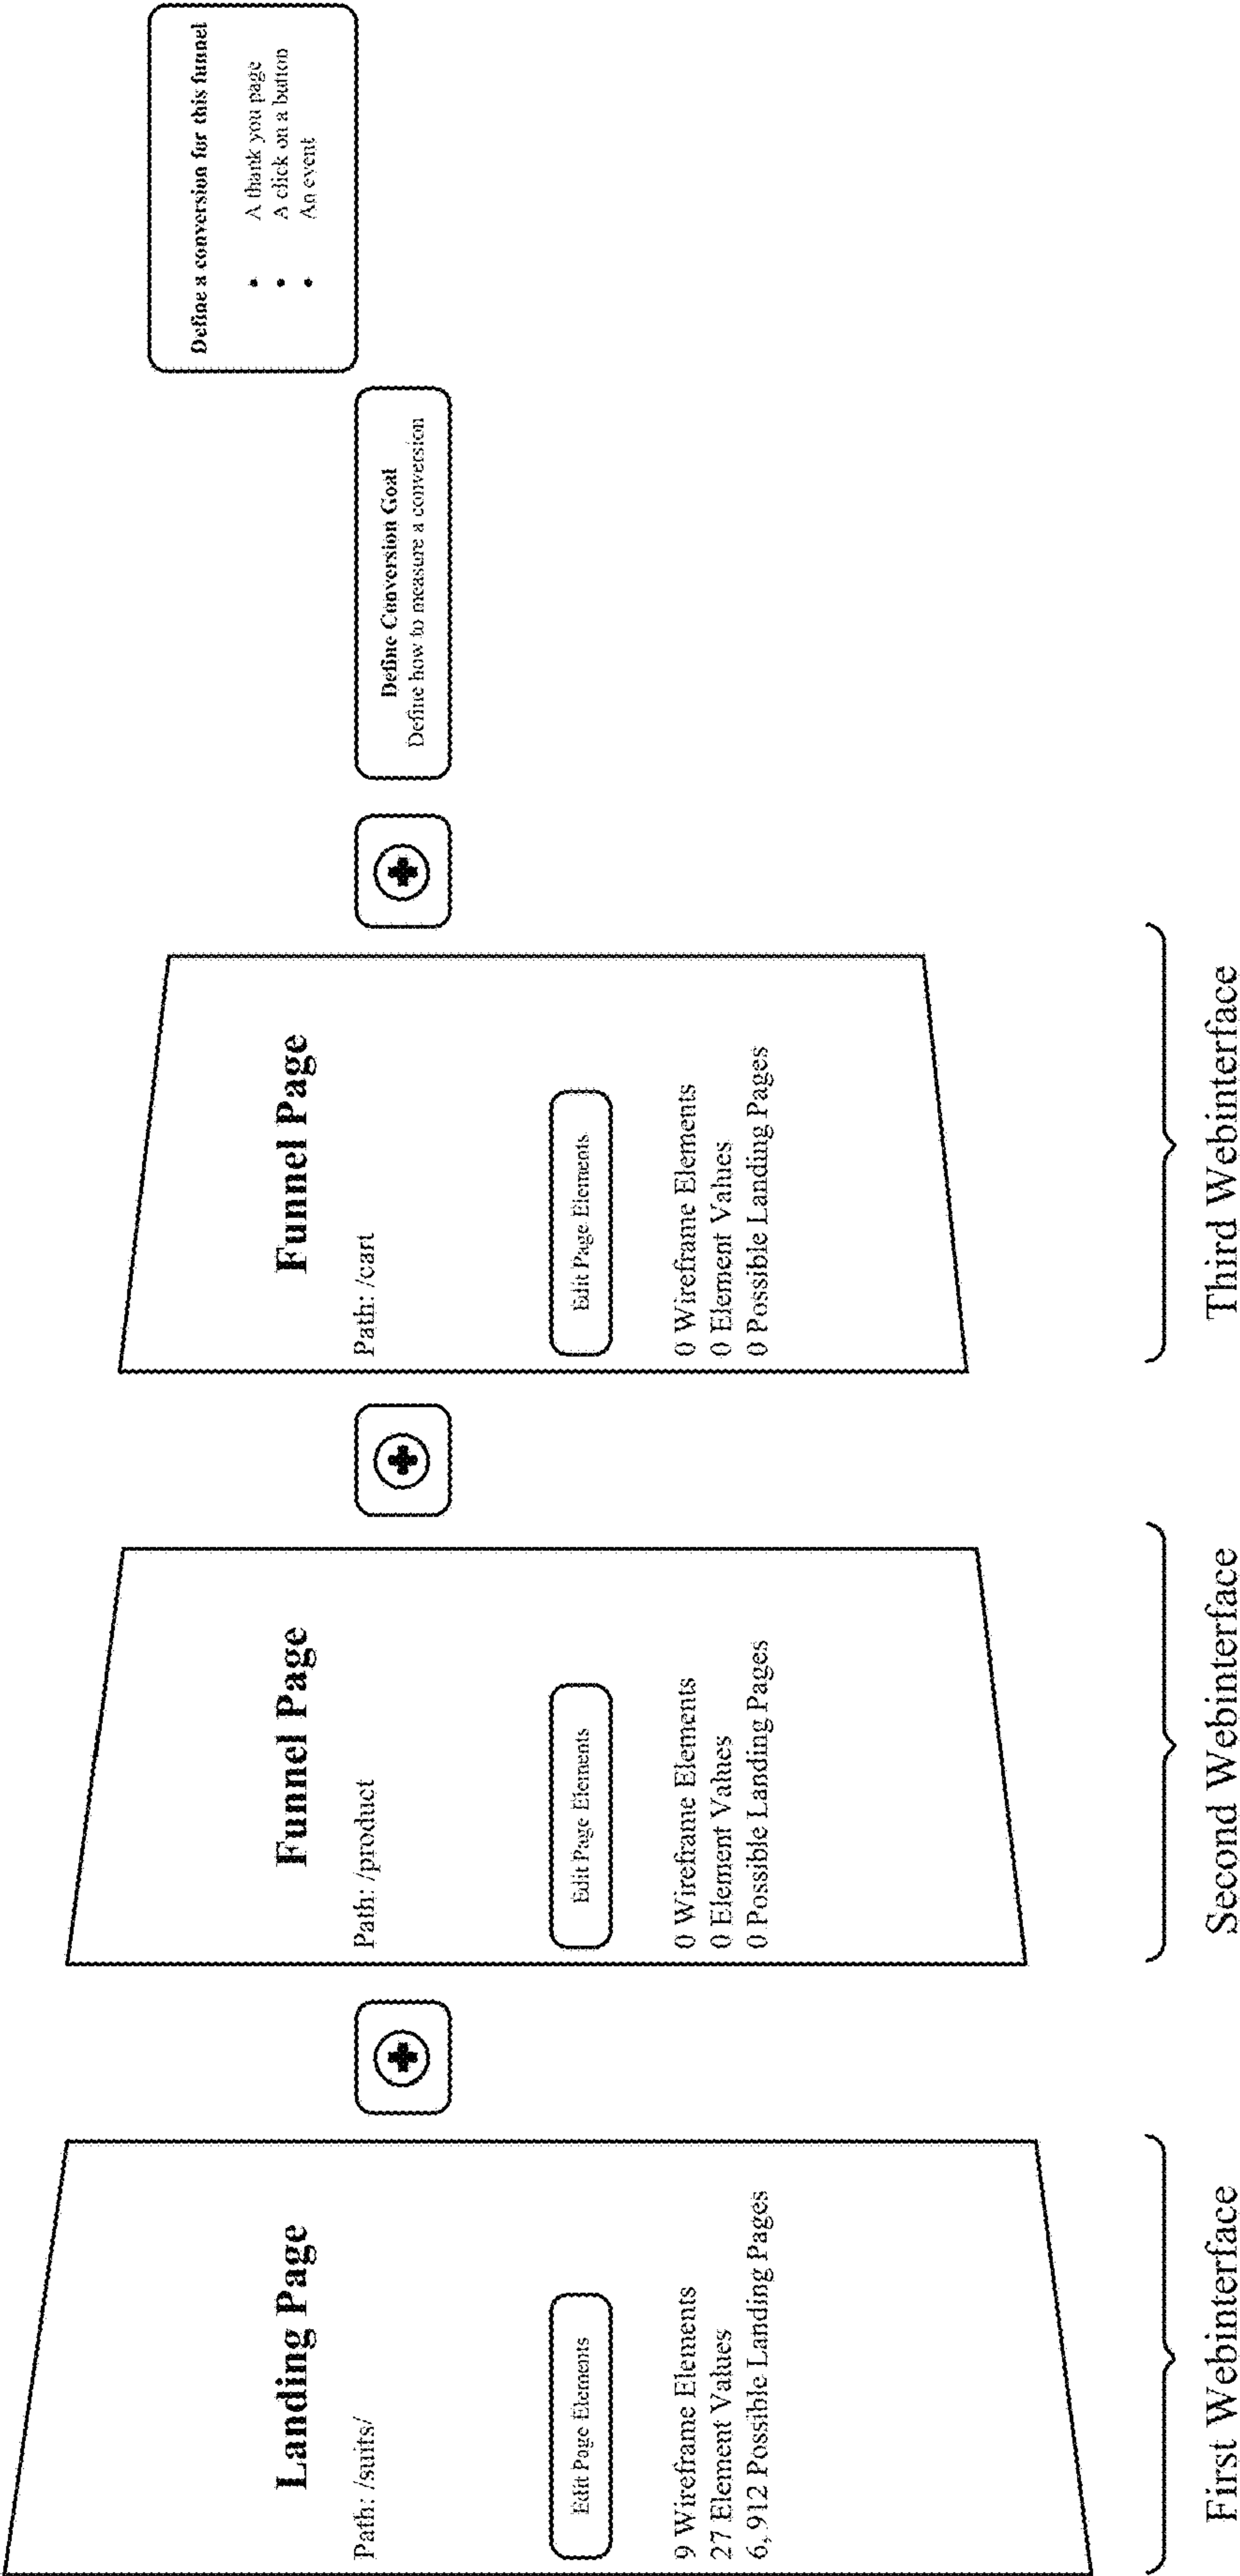 Landing Page
Path: /suits/
Edit Page Elements
9 Wireframe Elements
27 Element Values
6, 912 Possible Landing Pages
First Webinterface
Funnel Page
Path: /product
Edit Page Elements
0 Wireframe Elements
0 Element Values
0 Possible Landing Pages
Second Webinterface
Funnel Page
Path: /cart
Edit Page Elements
0 Wireframe Elements
0 Element Values
0 Possible Landing Pages
Third Webinterface
Define Conversion Goal
Define how to measure a conversion
Define a conversion for this funnel
• A thank you page
• A click on a button
• An event